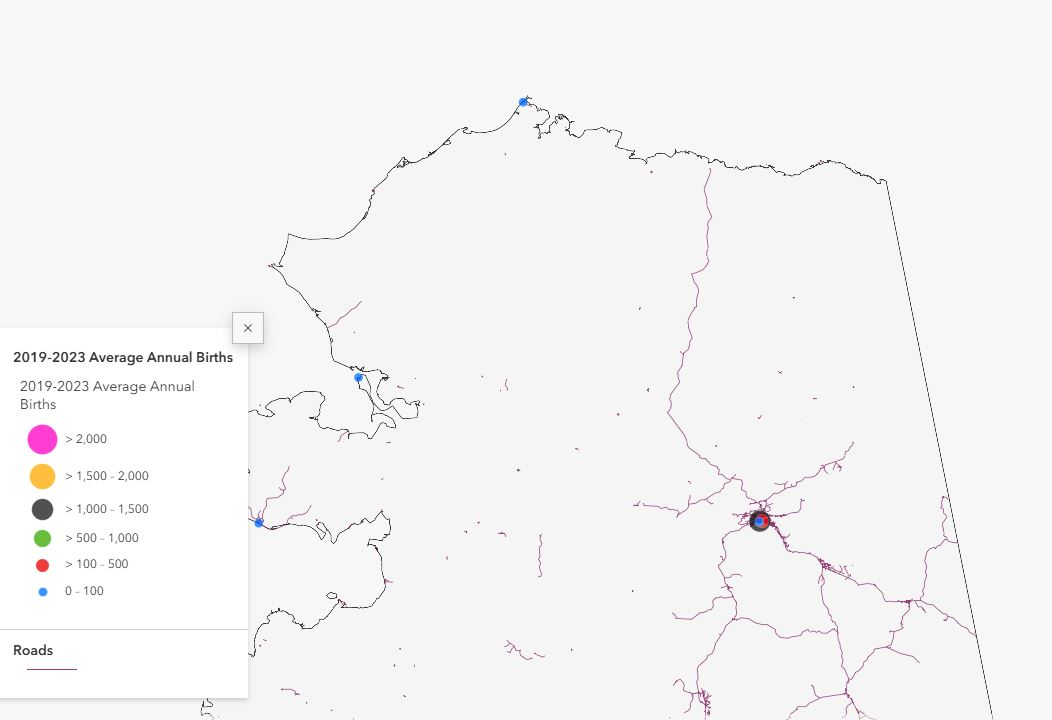 2019-2023 Average Annual Births
2019-2023 Average Annual
Births
> 2,000
> 1,500 - 2,000
> 1,000 - 1,500
> 500 - 1,000
> 100 - 500
0 - 100
Roads